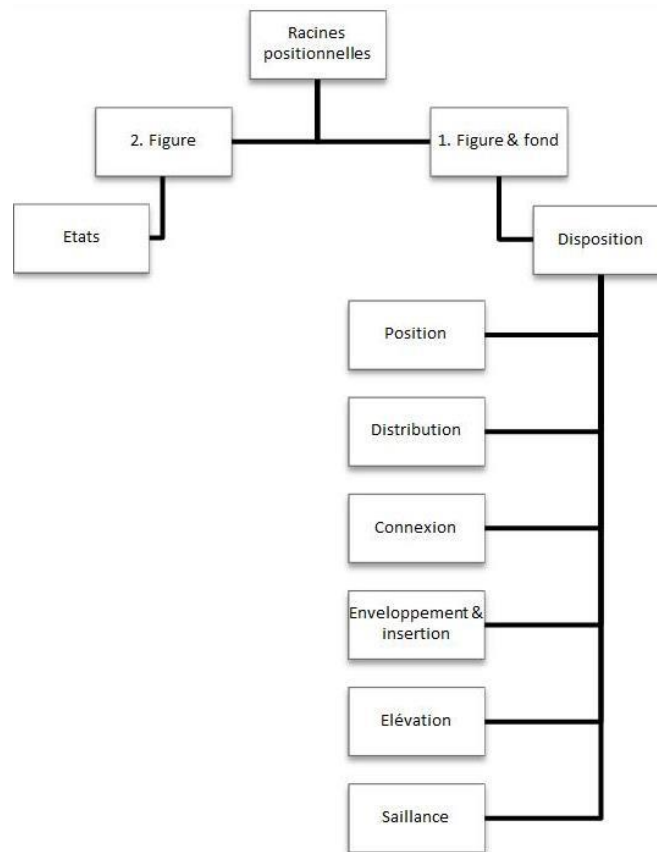 Racines
positionnelles
2. Figure
1. Figure & fond
Etats
Disposition
Position
Distribution
Connexion
Enveloppement &
insertion
Elévation
Saillance